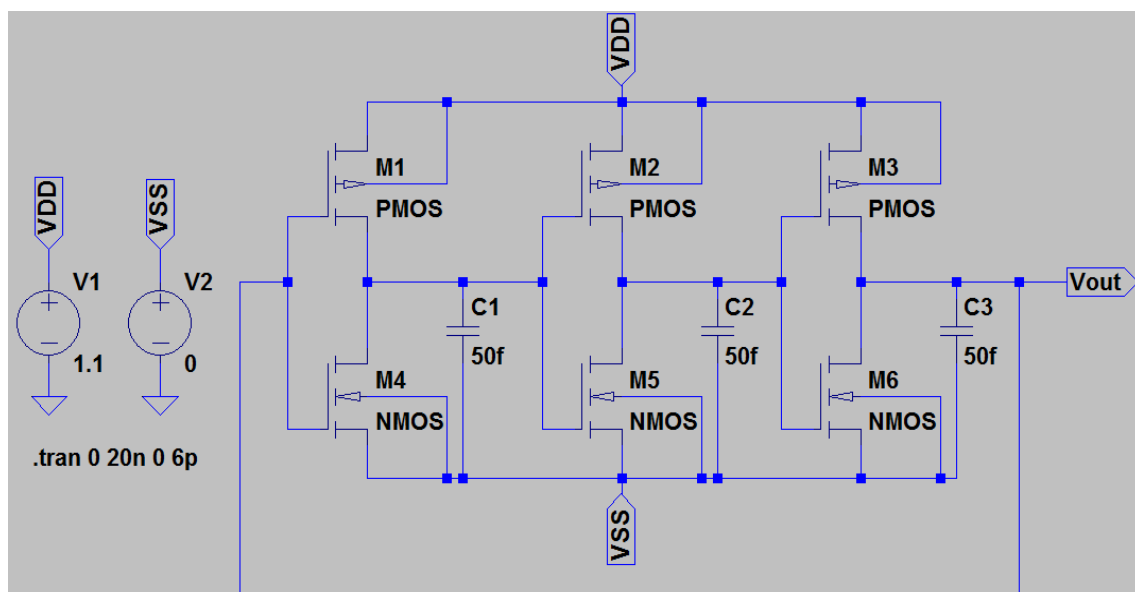 VDD
M1
PMOS
M2
PMOS
M3
PMOS
VDD
VSS
V1
1.1
V2
0
C1
50f
C2
50f
C3
50f
Vout
M4
NMOS
M5
NMOS
M6
NMOS
.tran 0 20n 0 6p
VSS